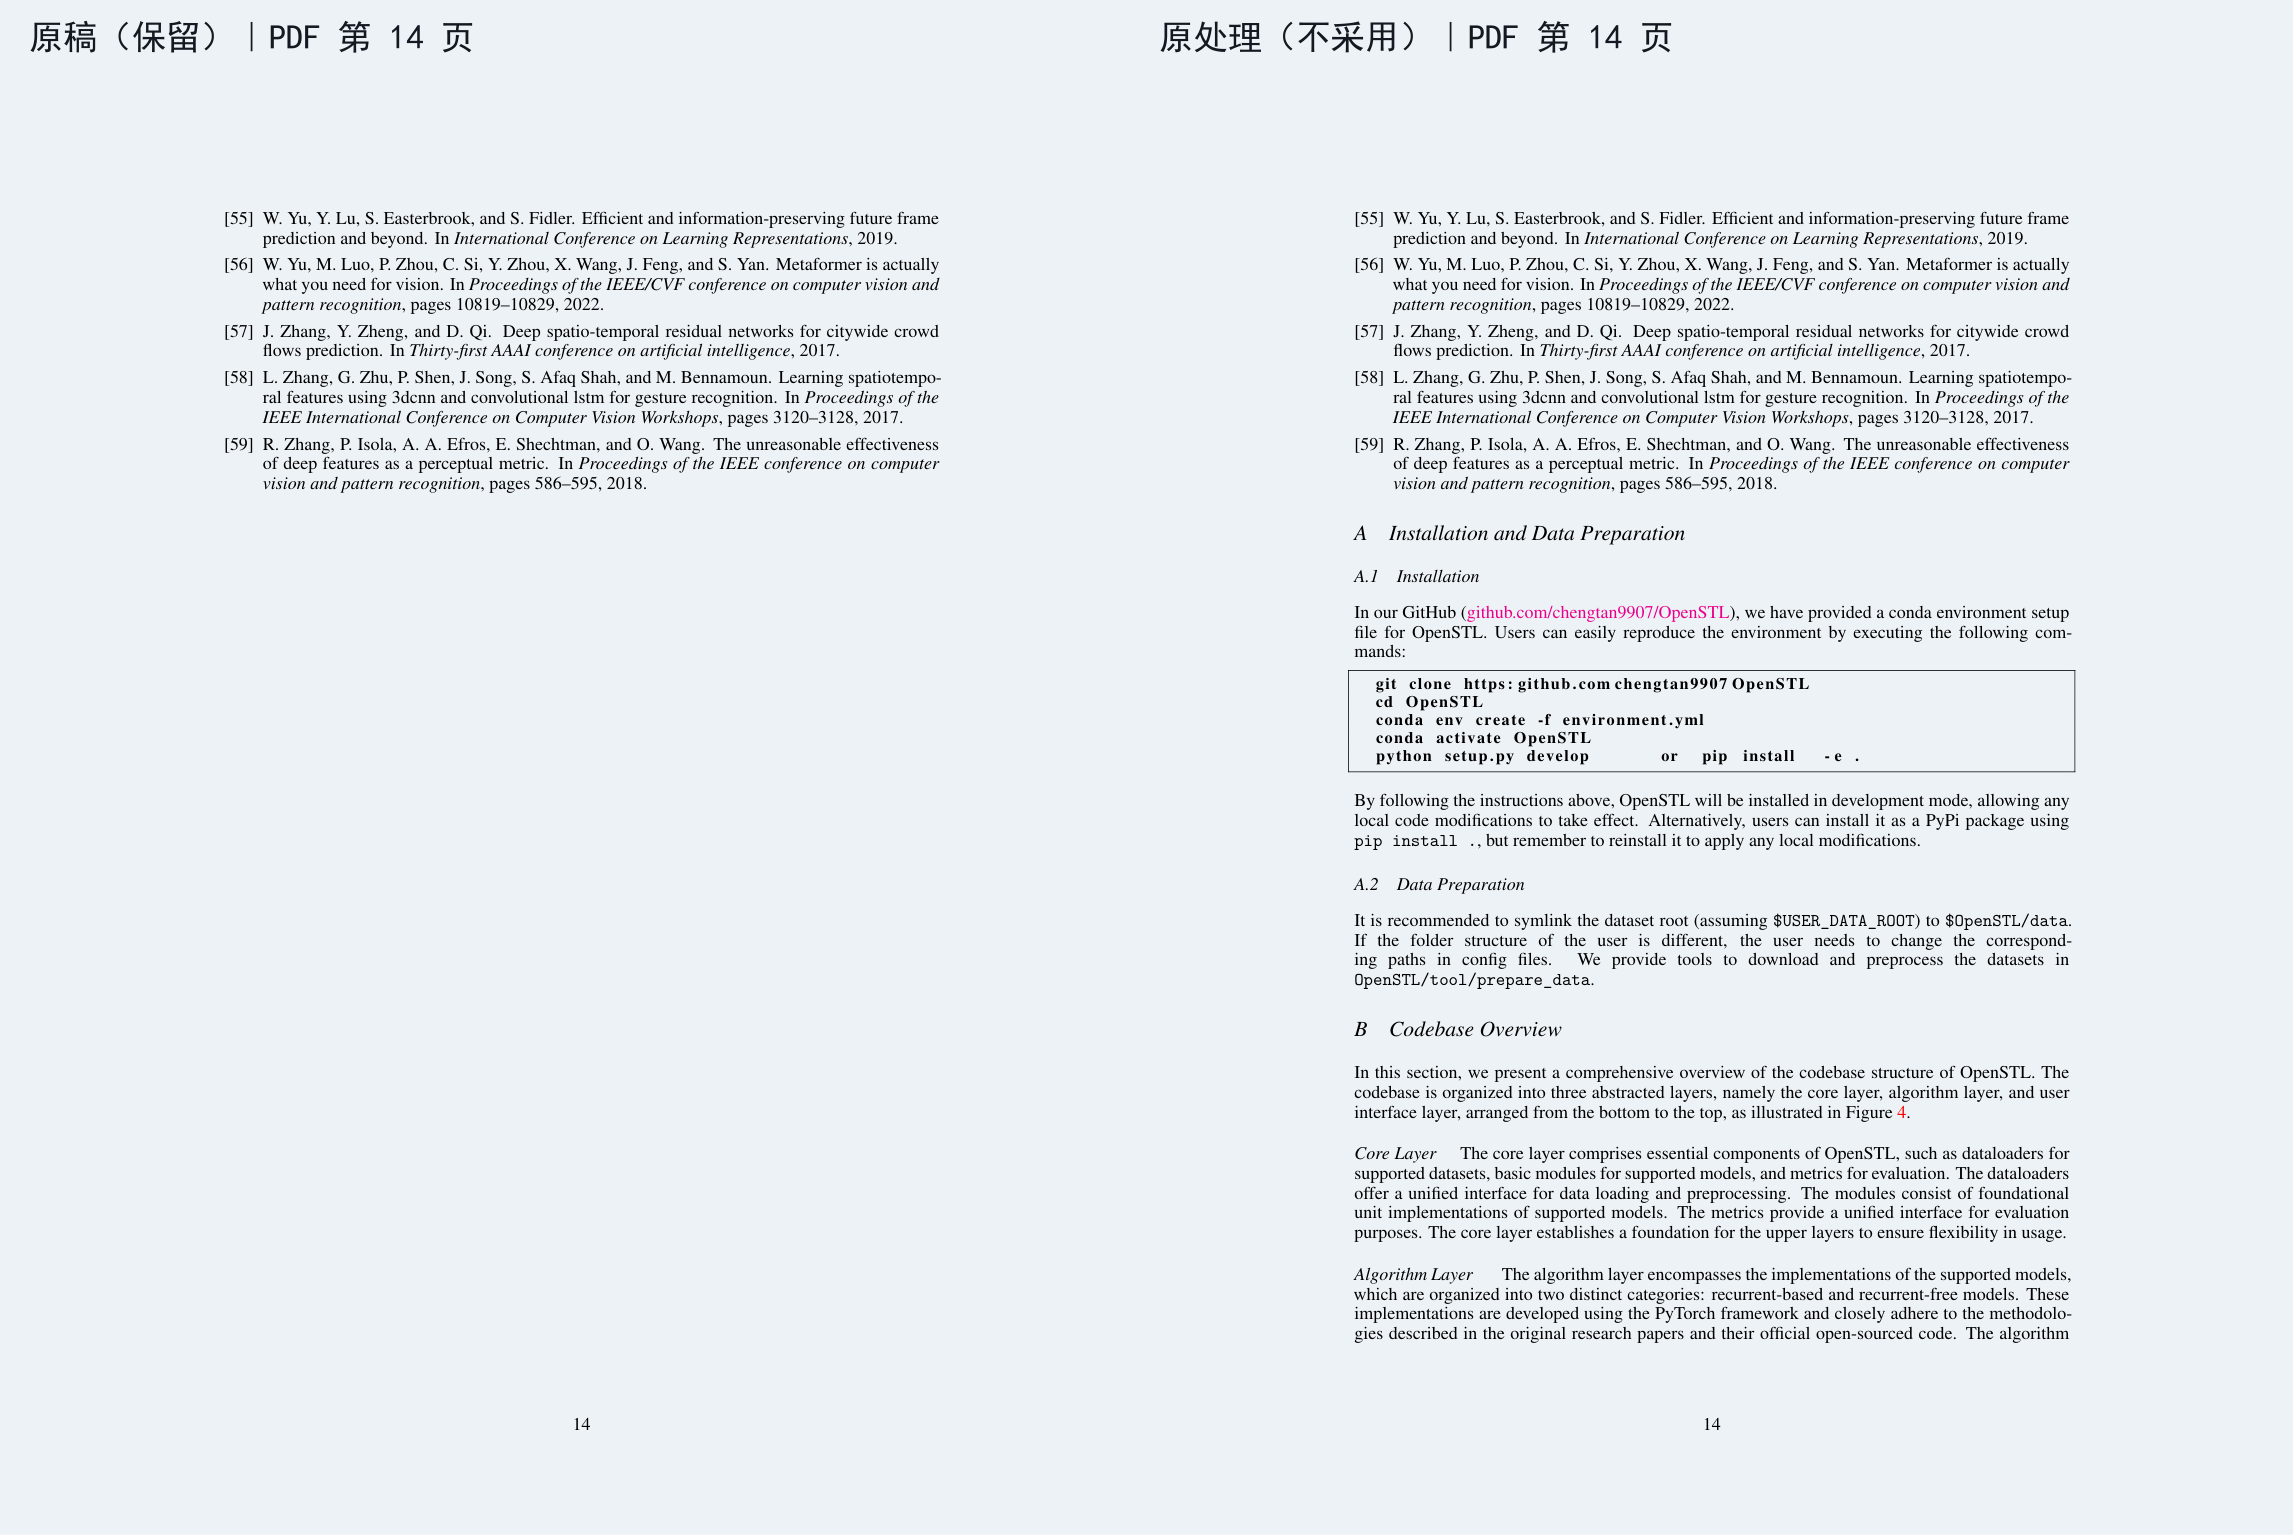 原稿（保留）｜PDF 第 14 页
[55] W. Yu, Y. Lu, S. Easterbrook, and S. Fidler. Efficient and information-preserving future frame
prediction and beyond. In International Conference on Learning Representations, 2019.
[56] W. Yu, M. Luo, P. Zhou, C. Si, Y. Zhou, X. Wang, J. Feng, and S. Yan. Metaformer is actually
what you need for vision. In Proceedings of the IEEE/CVF conference on computer vision and
pattern recognition, pages 10819–10829, 2022.
[57] J. Zhang, Y. Zheng, and D. Qi. Deep spatio-temporal residual networks for citywide crowd
flows prediction. In Thirty-first AAAI conference on artificial intelligence, 2017.
[58] L. Zhang, G. Zhu, P. Shen, J. Song, S. Afaq Shah, and M. Bennamoun. Learning spatiotempo-
ral features using 3dcnn and convolutional lstm for gesture recognition. In Proceedings of the
IEEE International Conference on Computer Vision Workshops, pages 3120–3128, 2017.
[59] R. Zhang, P. Isola, A. A. Efros, E. Shechtman, and O. Wang. The unreasonable effectiveness
of deep features as a perceptual metric. In Proceedings of the IEEE conference on computer
vision and pattern recognition, pages 586–595, 2018.
14
原处理（不采用）｜PDF 第 14 页
[55] W. Yu, Y. Lu, S. Easterbrook, and S. Fidler. Efficient and information-preserving future frame
prediction and beyond. In International Conference on Learning Representations, 2019.
[56] W. Yu, M. Luo, P. Zhou, C. Si, Y. Zhou, X. Wang, J. Feng, and S. Yan. Metaformer is actually
what you need for vision. In Proceedings of the IEEE/CVF conference on computer vision and
pattern recognition, pages 10819–10829, 2022.
[57] J. Zhang, Y. Zheng, and D. Qi. Deep spatio-temporal residual networks for citywide crowd
flows prediction. In Thirty-first AAAI conference on artificial intelligence, 2017.
[58] L. Zhang, G. Zhu, P. Shen, J. Song, S. Afaq Shah, and M. Bennamoun. Learning spatiotempo-
ral features using 3dcnn and convolutional lstm for gesture recognition. In Proceedings of the
IEEE International Conference on Computer Vision Workshops, pages 3120–3128, 2017.
[59] R. Zhang, P. Isola, A. A. Efros, E. Shechtman, and O. Wang. The unreasonable effectiveness
of deep features as a perceptual metric. In Proceedings of the IEEE conference on computer
vision and pattern recognition, pages 586–595, 2018.
A Installation and Data Preparation
A.1 Installation
In our GitHub (github.com/chengtan9907/OpenSTL), we have provided a conda environment setup
file for OpenSTL. Users can easily reproduce the environment by executing the following com-
mands:
git clone https: github.com chengtan9907 OpenSTL
cd OpenSTL
conda env create -f environment.yml
conda activate OpenSTL
python setup.py develop or pip install -e .
By following the instructions above, OpenSTL will be installed in development mode, allowing any
local code modifications to take effect. Alternatively, users can install it as a PyPi package using
pip install ., but remember to reinstall it to apply any local modifications.
A.2 Data Preparation
It is recommended to symlink the dataset root (assuming $USER_DATA_ROOT) to $OpenSTL/data.
If the folder structure of the user is different, the user needs to change the correspond-
ing paths in config files. We provide tools to download and preprocess the datasets in
OpenSTL/tool/prepare_data.
B Codebase Overview
In this section, we present a comprehensive overview of the codebase structure of OpenSTL. The
codebase is organized into three abstracted layers, namely the core layer, algorithm layer, and user
interface layer, arranged from the bottom to the top, as illustrated in Figure 4.
Core Layer The core layer comprises essential components of OpenSTL, such as dataloaders for
supported datasets, basic modules for supported models, and metrics for evaluation. The dataloaders
offer a unified interface for data loading and preprocessing. The modules consist of foundational
unit implementations of supported models. The metrics provide a unified interface for evaluation
purposes. The core layer establishes a foundation for the upper layers to ensure flexibility in usage.
Algorithm Layer The algorithm layer encompasses the implementations of the supported models,
which are organized into two distinct categories: recurrent-based and recurrent-free models. These
implementations are developed using the PyTorch framework and closely adhere to the methodolo-
gies described in the original research papers and their official open-sourced code. The algorithm
14